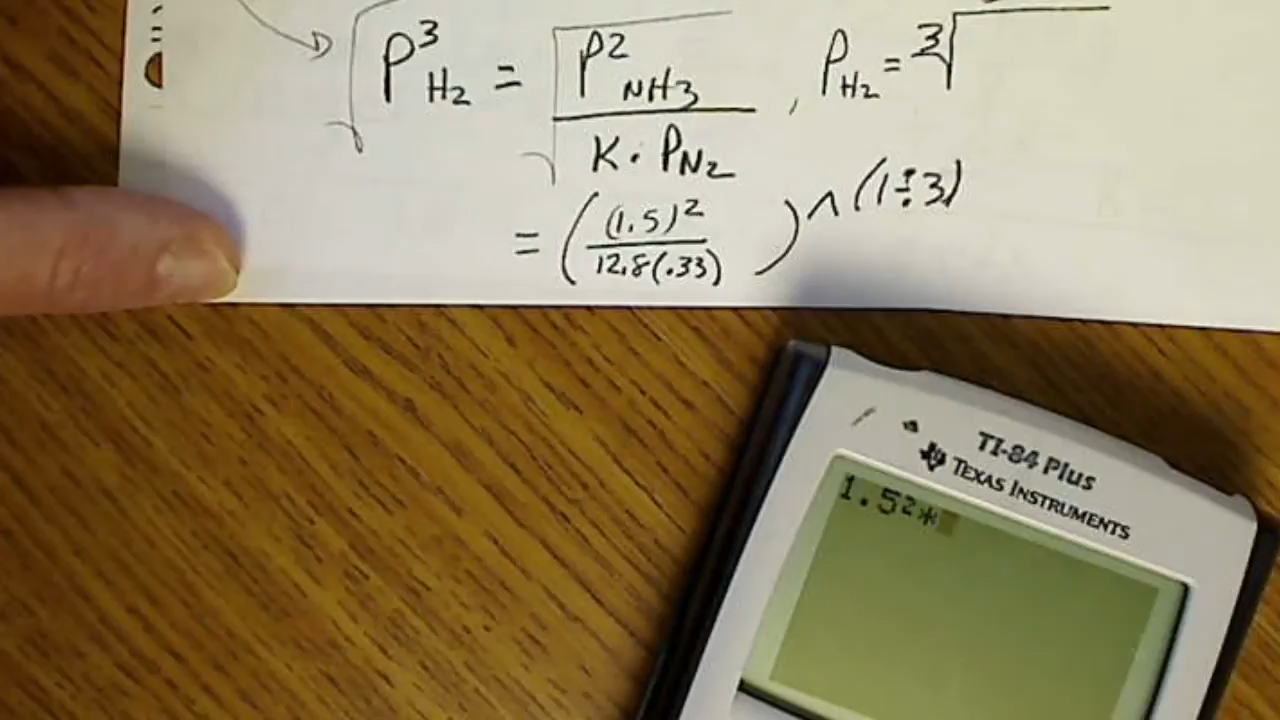 P³H₂ = P²NH₃ / K · PN₂ , PH₂ = ³√
= ((1.5)² / 12.8(.33)) ^ (1÷3)
TI-84 Plus
TEXAS INSTRUMENTS
1.5²*